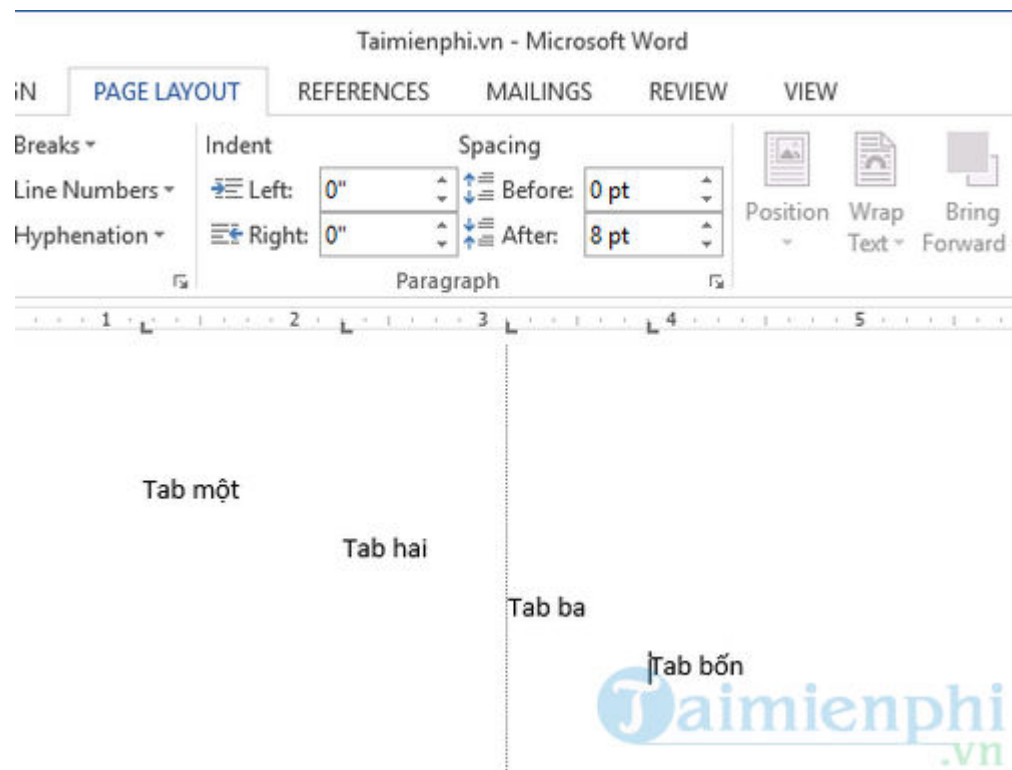 Taimienphi.vn - Microsoft Word
PAGE LAYOUT REFERENCES MAILINGS REVIEW VIEW
Breaks Indent Spacing
Line Numbers Left: 0" Before: 0 pt
Hyphenation Right: 0" After: 8 pt
Position Wrap Text Bring Forward
Paragraph
1 2 3 4 5
Tab một
Tab hai
Tab ba
Tab bốn
Taimienphi
.vn